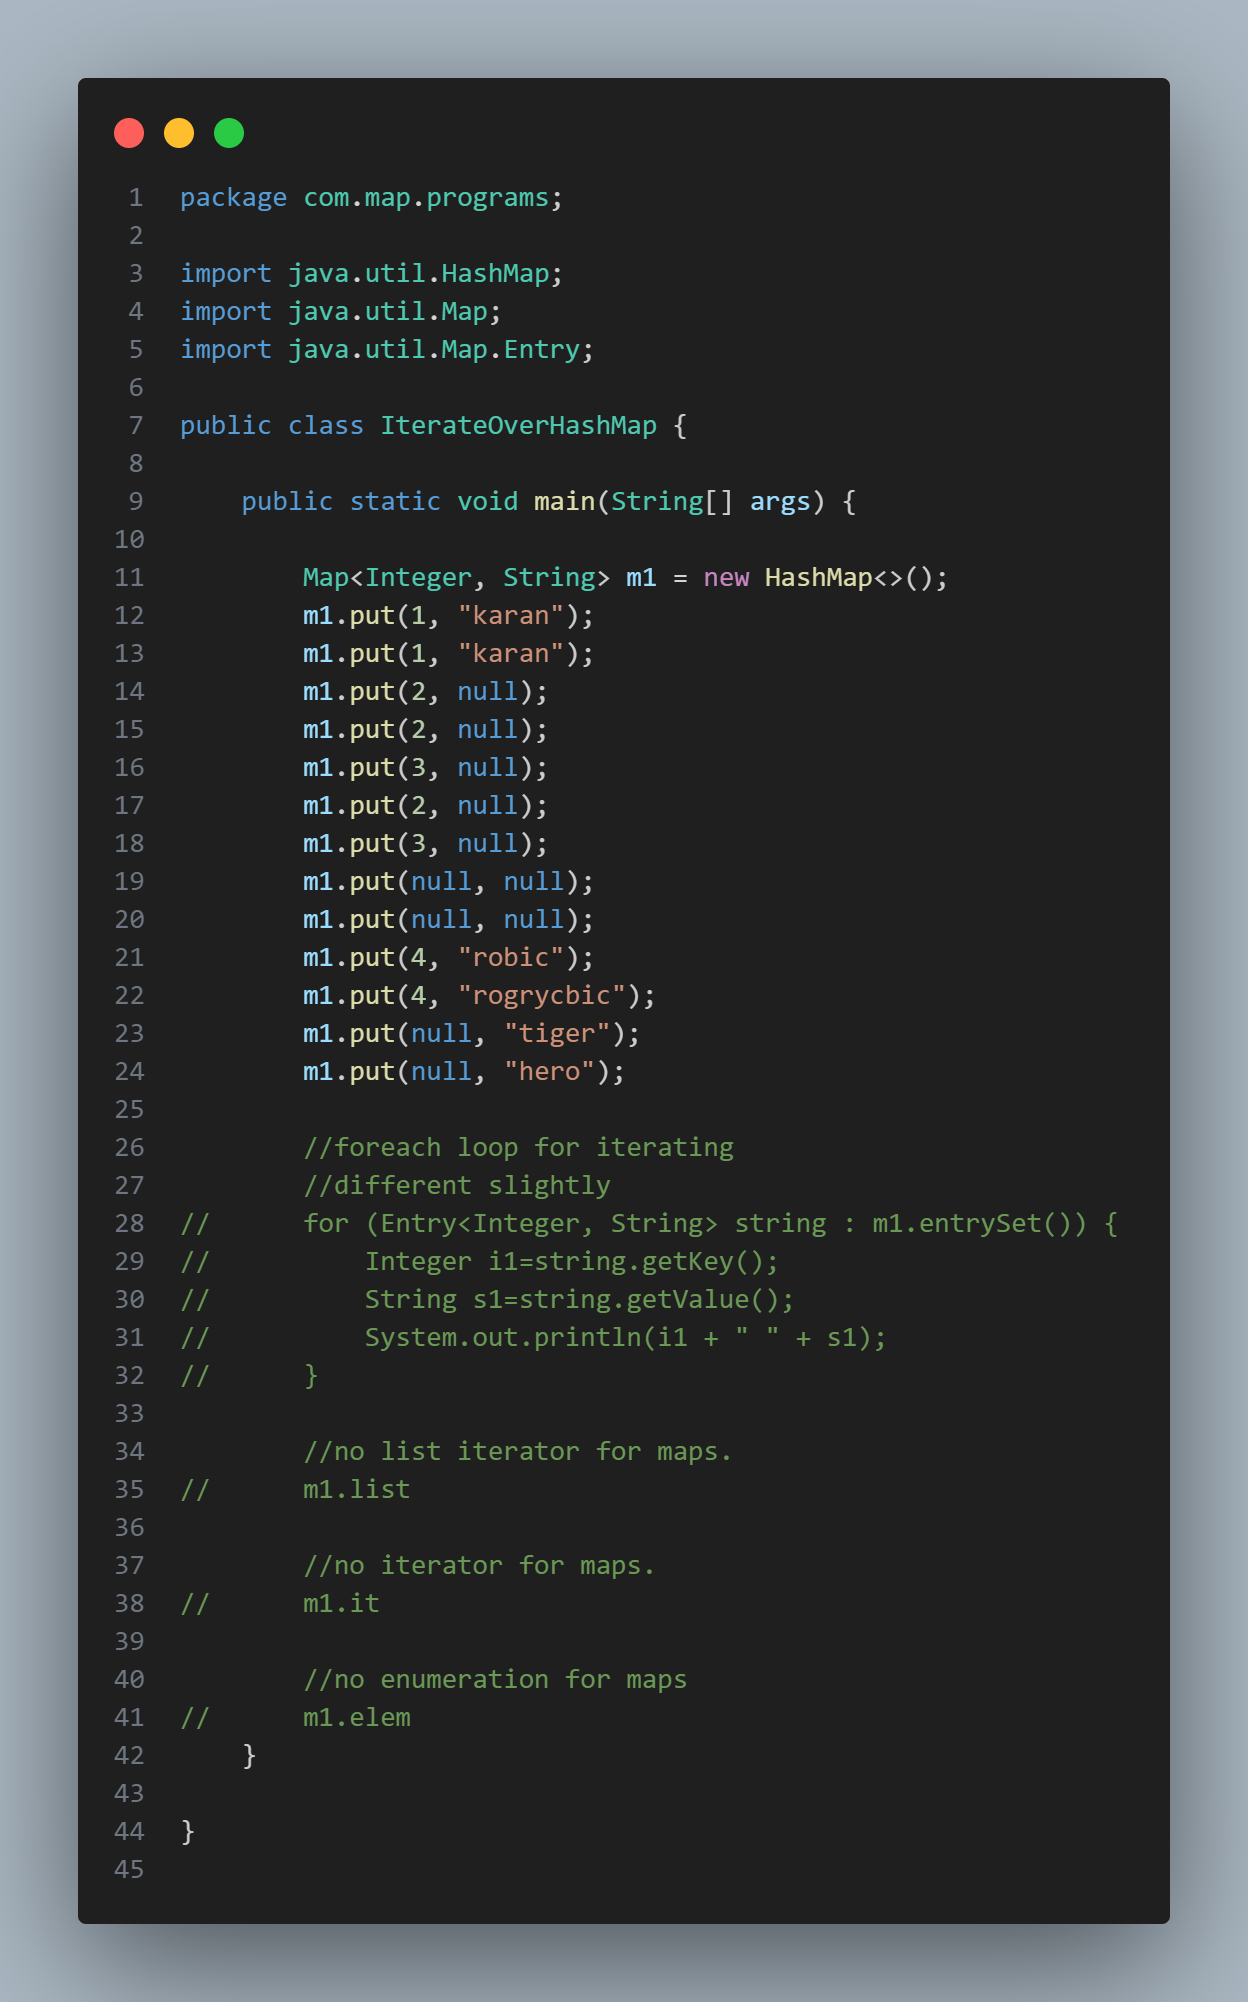 1 package com.map.programs;
2
3 import java.util.HashMap;
4 import java.util.Map;
5 import java.util.Map.Entry;
6
7 public class IterateOverHashMap {
8
9     public static void main(String[] args) {
10
11         Map<Integer, String> m1 = new HashMap<>();
12         m1.put(1, "karan");
13         m1.put(1, "karan");
14         m1.put(2, null);
15         m1.put(2, null);
16         m1.put(3, null);
17         m1.put(2, null);
18         m1.put(3, null);
19         m1.put(null, null);
20         m1.put(null, null);
21         m1.put(4, "robic");
22         m1.put(4, "rogrycbic");
23         m1.put(null, "tiger");
24         m1.put(null, "hero");
25
26         //foreach loop for iterating
27         //different slightly
28 //      for (Entry<Integer, String> string : m1.entrySet()) {
29 //          Integer i1=string.getKey();
30 //          String s1=string.getValue();
31 //          System.out.println(i1 + " " + s1);
32 //      }
33
34         //no list iterator for maps.
35 //      m1.list
36
37         //no iterator for maps.
38 //      m1.it
39
40         //no enumeration for maps
41 //      m1.elem
42     }
43
44 }
45